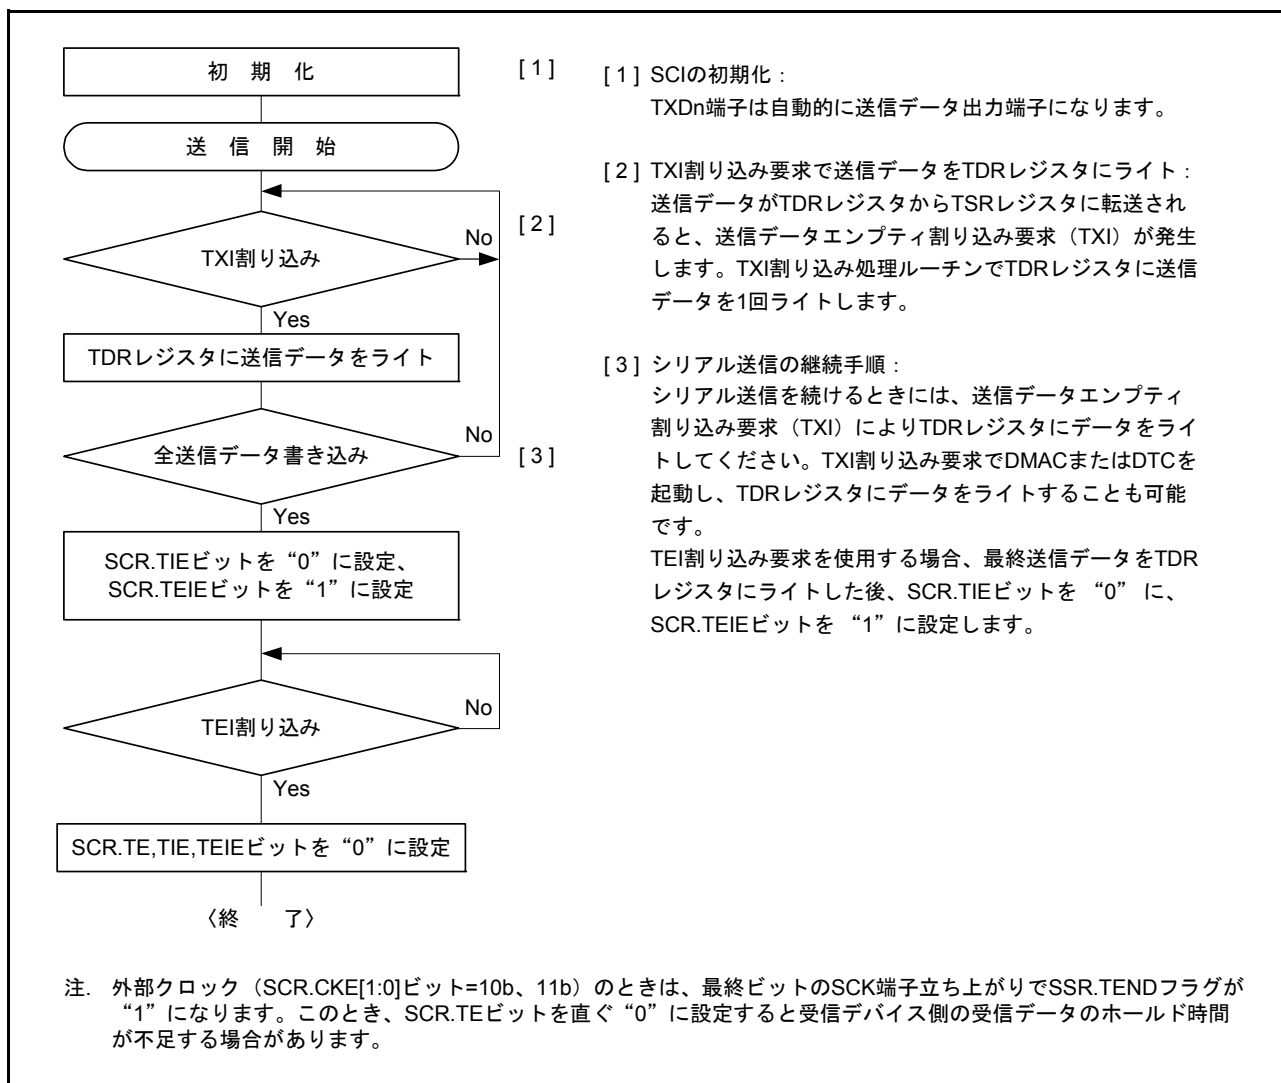 初 期 化
[ 1 ]
送 信 開 始
TXI割り込み
No
[ 2 ]
Yes
TDRレジスタに送信データをライト
全送信データ書き込み
No
[ 3 ]
Yes
SCR.TIEビットを“0”に設定、
SCR.TEIEビットを“1”に設定
TEI割り込み
No
Yes
SCR.TE,TIE,TEIEビットを“0”に設定
〈終 了〉
[ 1 ] SCIの初期化：
TXDn端子は自動的に送信データ出力端子になります。
[ 2 ] TXI割り込み要求で送信データをTDRレジスタにライト：
送信データがTDRレジスタからTSRレジスタに転送され
ると、送信データエンプティ割り込み要求（TXI）が発生
します。TXI割り込み処理ルーチンでTDRレジスタに送信
データを1回ライトします。
[ 3 ] シリアル送信の継続手順：
シリアル送信を続けるときには、送信データエンプティ
割り込み要求（TXI）によりTDRレジスタにデータをライ
トしてください。TXI割り込み要求でDMACまたはDTCを
起動し、TDRレジスタにデータをライトすることも可能
です。
TEI割り込み要求を使用する場合、最終送信データをTDR
レジスタにライトした後、SCR.TIEビットを “0” に、
SCR.TEIEビットを “1”に設定します。
注. 外部クロック（SCR.CKE[1:0]ビット=10b、11b）のときは、最終ビットのSCK端子立ち上がりでSSR.TENDフラグが
“1”になります。このとき、SCR.TEビットを直ぐ“0”に設定すると受信デバイス側の受信データのホールド時間
が不足する場合があります。